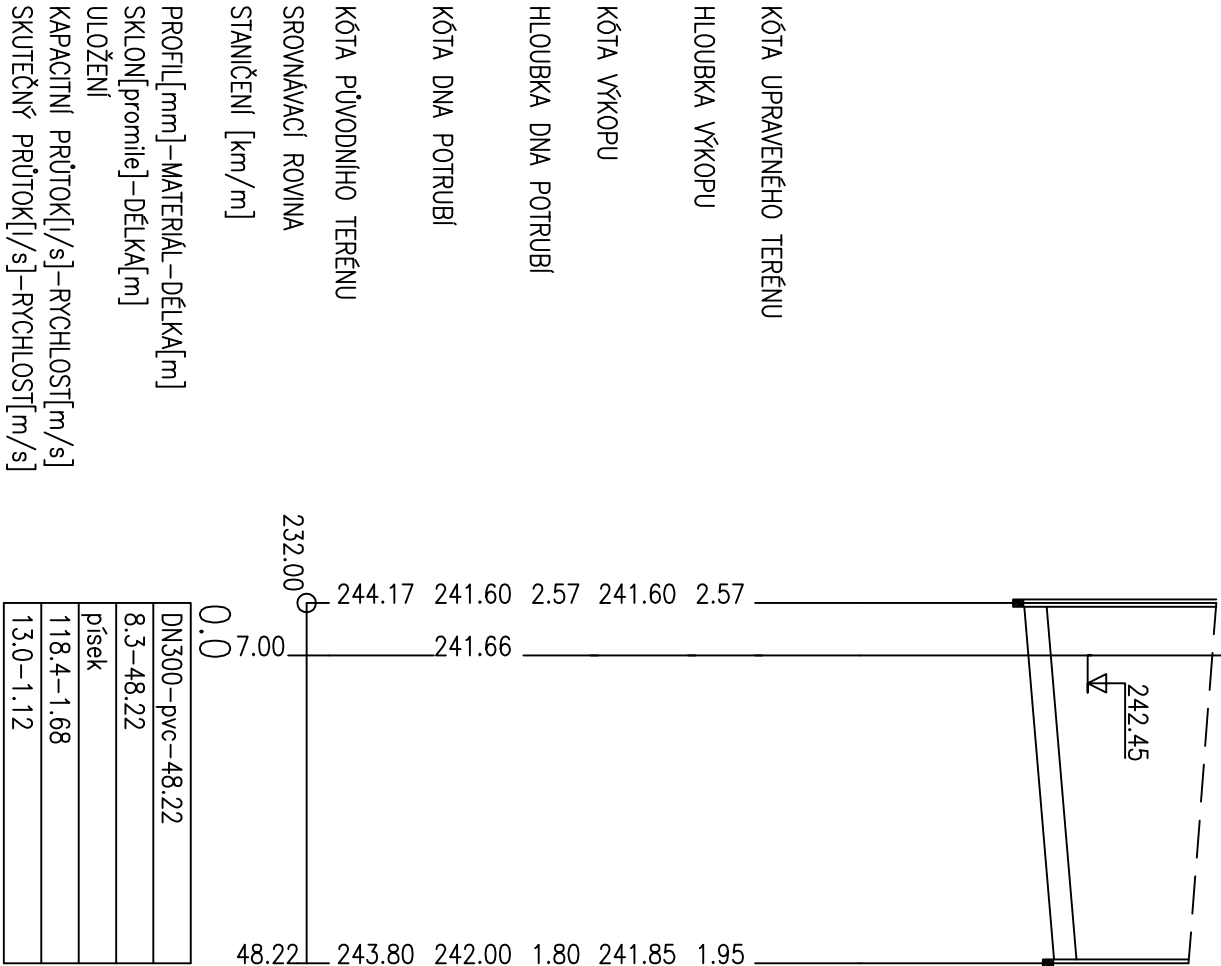 KÓTA UPRAVENÉHO TERÉNU
HLOUBKA VÝKOPU
KÓTA VÝKOPU
HLOUBKA DNA POTRUBÍ
KÓTA DNA POTRUBÍ
KÓTA PŮVODNÍHO TERÉNU
SROVNÁVACÍ ROVINA
STANIČENÍ [km/m]
PROFIL[mm]-MATERIÁL-DÉLKA[m]
SKLON[promile]-DÉLKA[m]
ULOŽENÍ
KAPACITNÍ PRŮTOK[l/s]-RYCHLOST[m/s]
SKUTEČNÝ PRŮTOK[l/s]-RYCHLOST[m/s]
242.45
232.00
244.17 241.60 2.57 241.60 2.57
7.00 241.66
48.22 243.80 242.00 1.80 241.85 1.95
0.0
DN300-pvc-48.22
8.3-48.22
písek
118.4-1.68
13.0-1.12